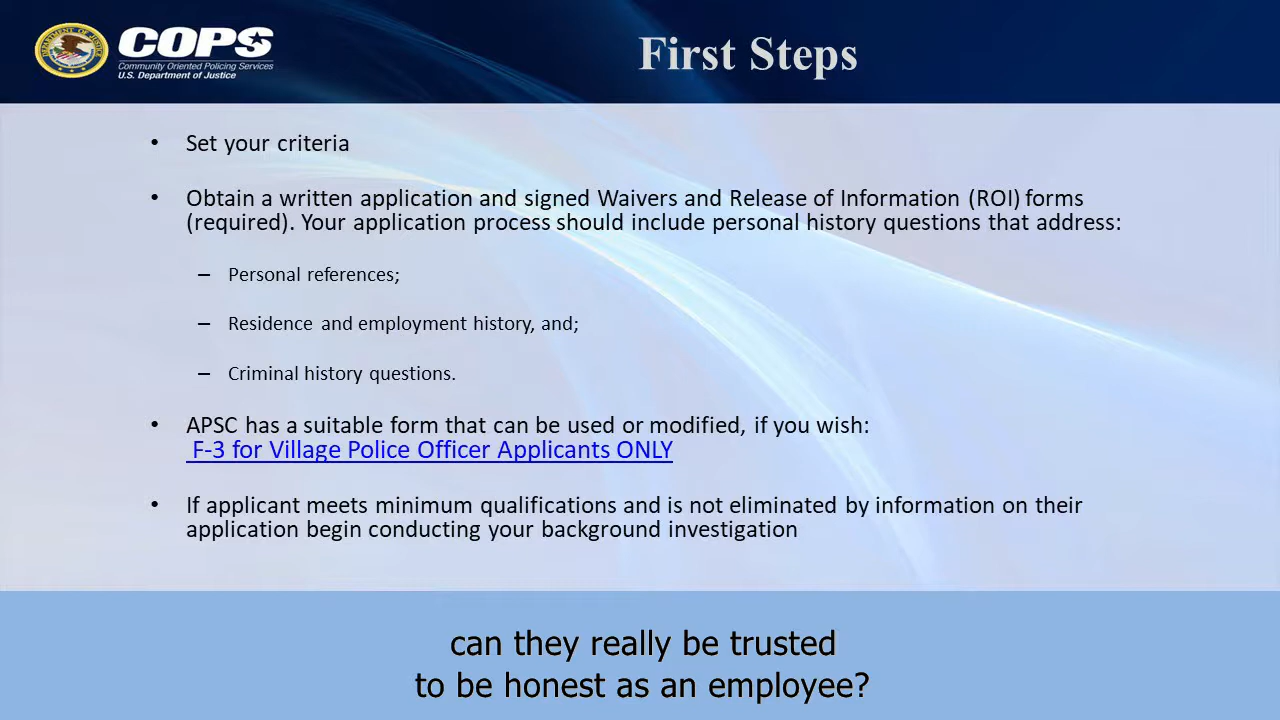 COPS
Community Oriented Policing Services
U.S. Department of Justice
First Steps
• Set your criteria
• Obtain a written application and signed Waivers and Release of Information (ROI) forms
(required). Your application process should include personal history questions that address:
– Personal references;
– Residence and employment history, and;
– Criminal history questions.
• APSC has a suitable form that can be used or modified, if you wish:
F-3 for Village Police Officer Applicants ONLY
• If applicant meets minimum qualifications and is not eliminated by information on their
application begin conducting your background investigation
can they really be trusted
to be honest as an employee?